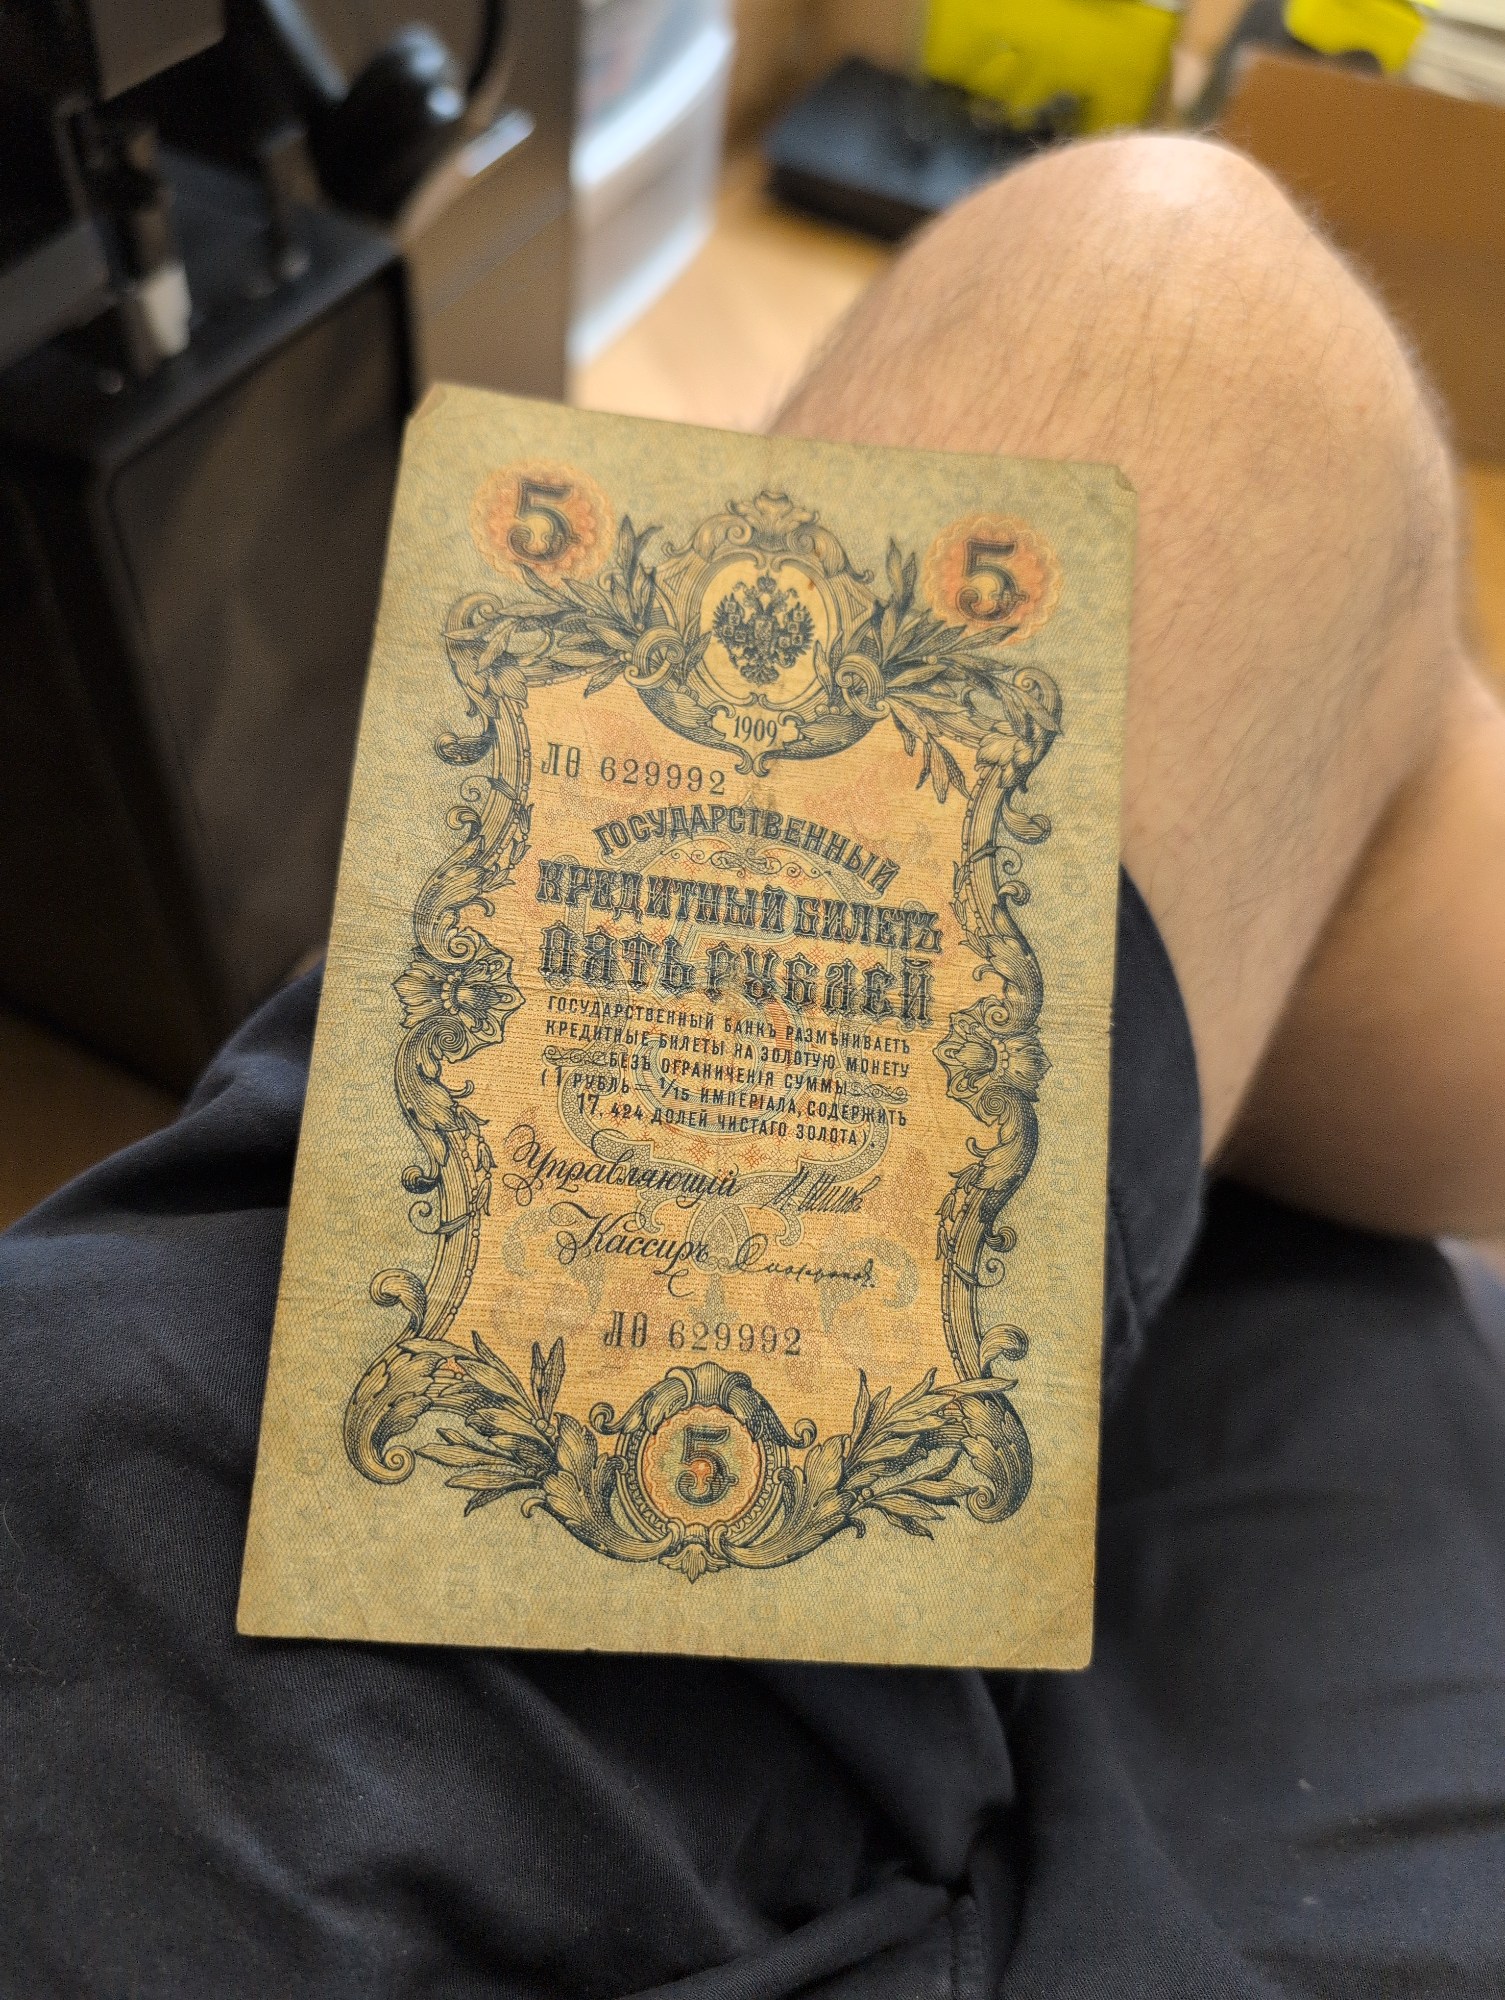 5
5
1909
ЛѲ 629992
ГОСУДАРСТВЕННЫЙ
КРЕДИТНЫЙ БИЛЕТЪ
ПЯТЬ РУБЛЕЙ
ГОСУДАРСТВЕННЫЙ БАНКЪ РАЗМѢНИВАЕТЪ
КРЕДИТНЫЕ БИЛЕТЫ НА ЗОЛОТУЮ МОНЕТУ
БЕЗЪ ОГРАНИЧЕНІЯ СУММЫ
(1 РУБЛЬ = 1/15 ИМПЕРІАЛА, СОДЕРЖИТЪ
17,424 ДОЛЕЙ ЧИСТАГО ЗОЛОТА).
Управляющій И. Шипов
Кассиръ
ЛѲ 629992
5